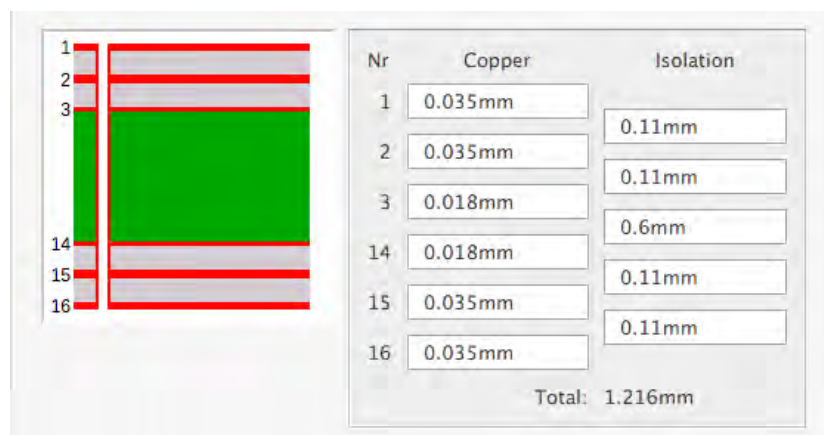 1
2
3
14
15
16
Nr Copper Isolation
1 0.035mm
0.11mm
2 0.035mm
0.11mm
3 0.018mm
0.6mm
14 0.018mm
0.11mm
15 0.035mm
0.11mm
16 0.035mm
Total: 1.216mm